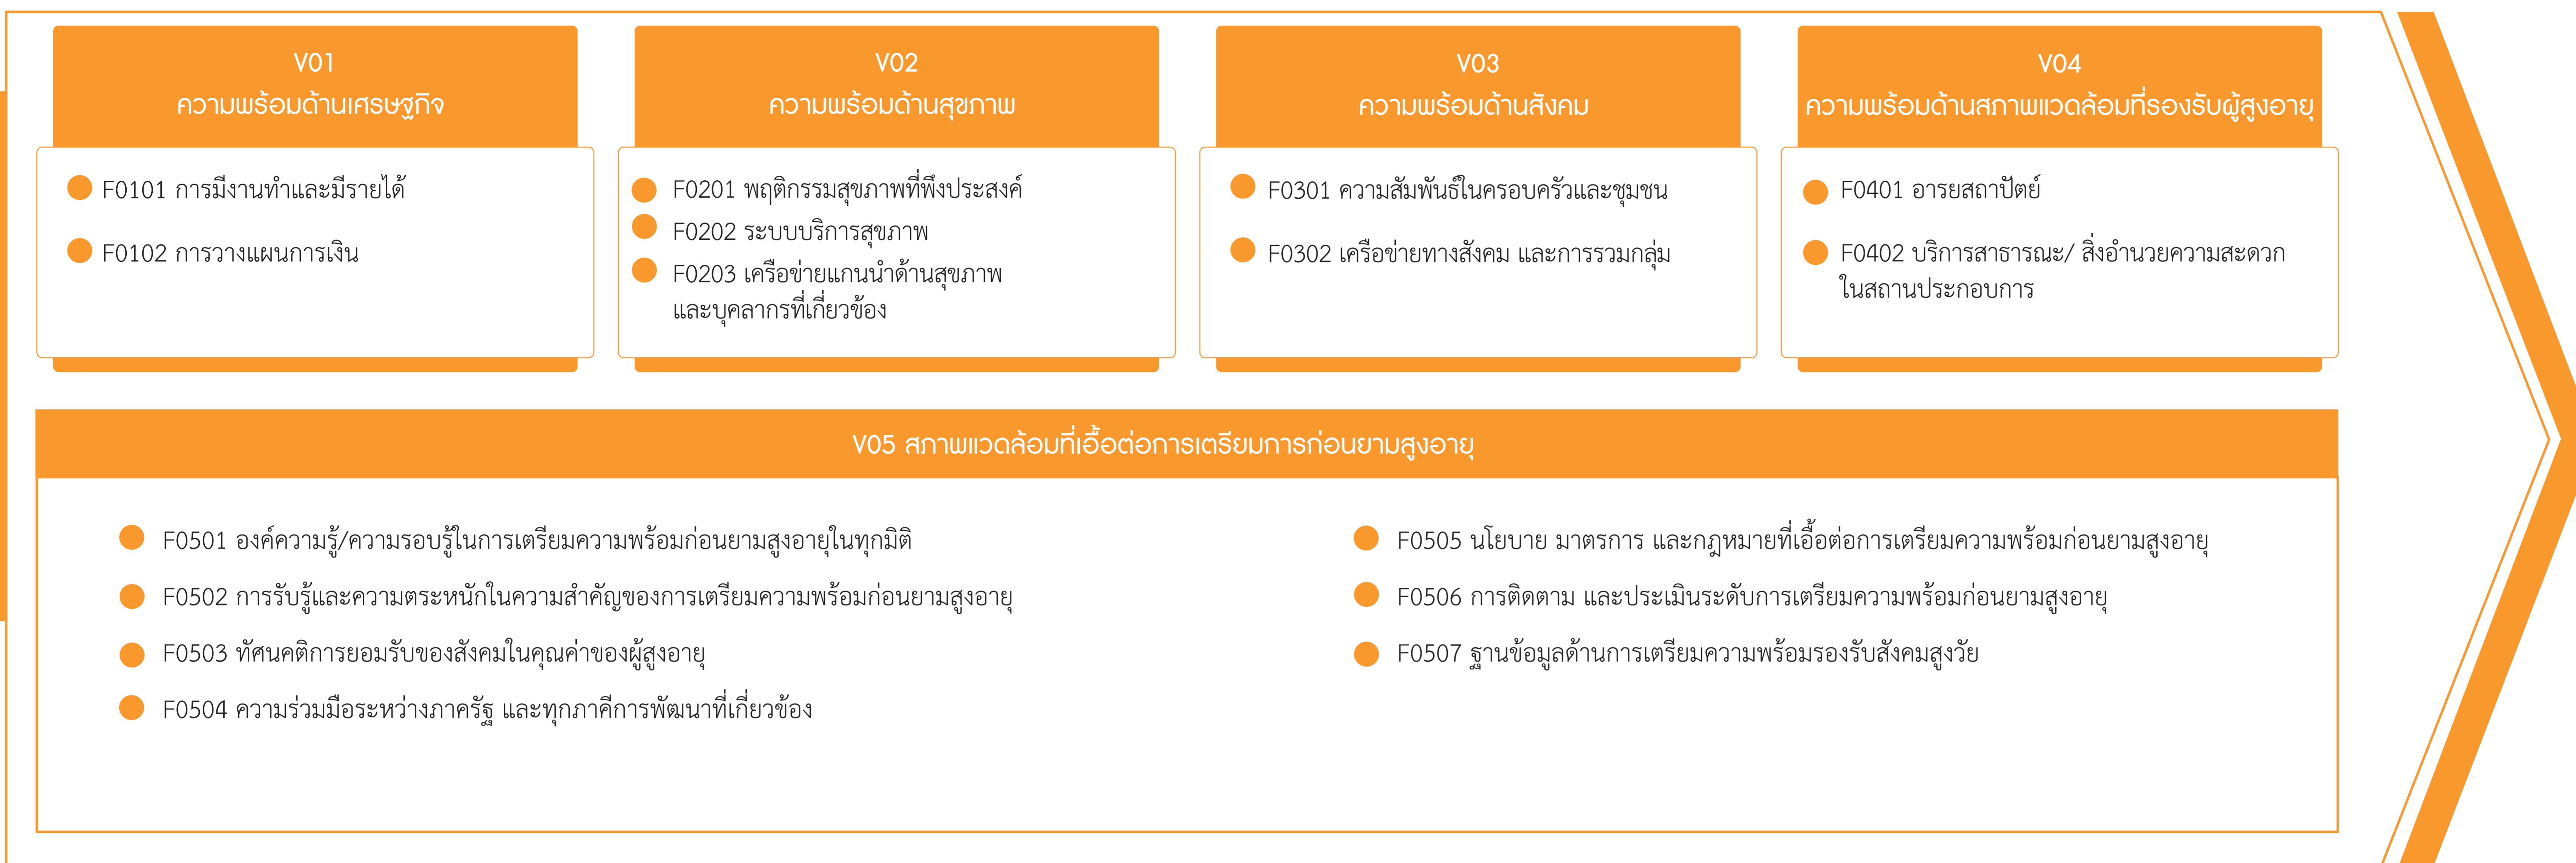 V01
ความพร้อมด้านเศรษฐกิจ
F0101 การมีงานทำและมีรายได้
F0102 การวางแผนการเงิน
V02
ความพร้อมด้านสุขภาพ
F0201 พฤติกรรมสุขภาพที่พึงประสงค์
F0202 ระบบบริการสุขภาพ
F0203 เครือข่ายแกนนำด้านสุขภาพ
และบุคลากรที่เกี่ยวข้อง
V03
ความพร้อมด้านสังคม
F0301 ความสัมพันธ์ในครอบครัวและชุมชน
F0302 เครือข่ายทางสังคม และการรวมกลุ่ม
V04
ความพร้อมด้านสภาพแวดล้อมที่รองรับผู้สูงอายุ
F0401 อารยสถาปัตย์
F0402 บริการสาธารณะ/ สิ่งอำนวยความสะดวก
ในสถานประกอบการ
V05 สภาพแวดล้อมที่เอื้อต่อการเตรียมการก่อนยามสูงอายุ
F0501 องค์ความรู้/ความรอบรู้ในการเตรียมความพร้อมก่อนยามสูงอายุในทุกมิติ
F0502 การรับรู้และความตระหนักในความสำคัญของการเตรียมความพร้อมก่อนยามสูงอายุ
F0503 ทัศนคติการยอมรับของสังคมในคุณค่าของผู้สูงอายุ
F0504 ความร่วมมือระหว่างภาครัฐ และทุกภาคีการพัฒนาที่เกี่ยวข้อง
F0505 นโยบาย มาตรการ และกฎหมายที่เอื้อต่อการเตรียมความพร้อมก่อนยามสูงอายุ
F0506 การติดตาม และประเมินระดับการเตรียมความพร้อมก่อนยามสูงอายุ
F0507 ฐานข้อมูลด้านการเตรียมความพร้อมรองรับสังคมสูงวัย